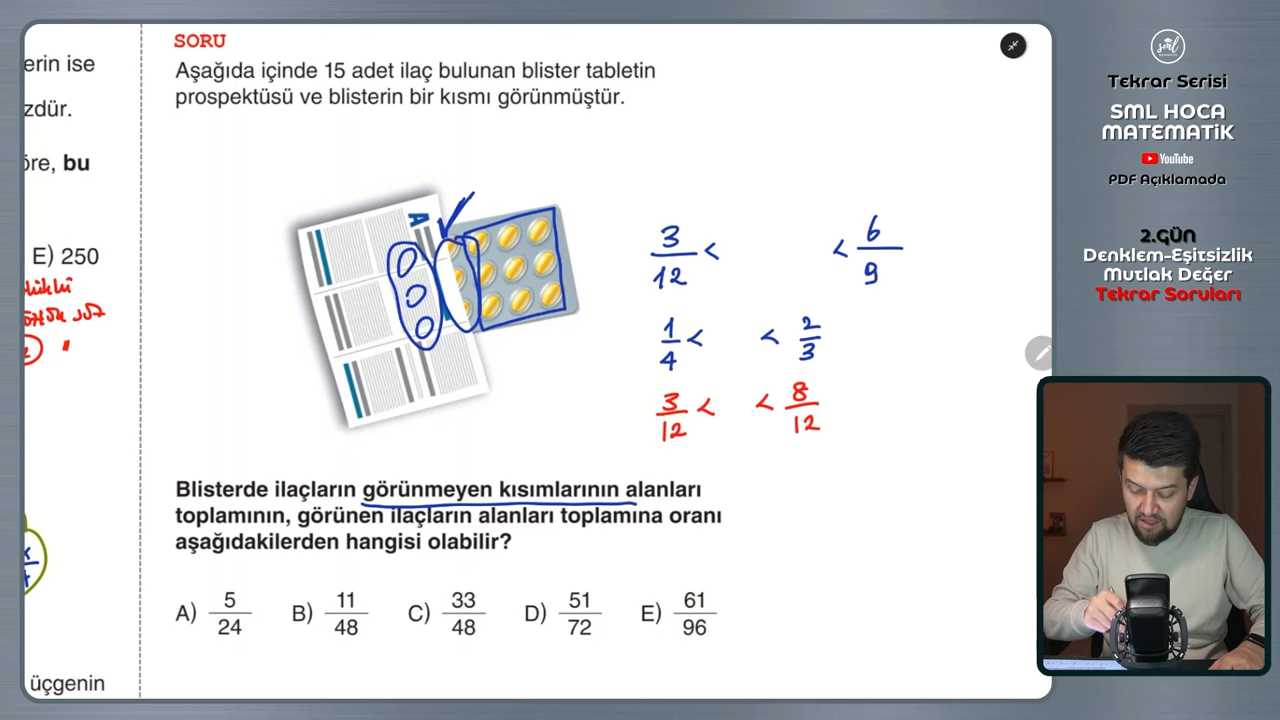 erin ise
zdür.
öre, bu
E) 250
üçgenin
SORU
Aşağıda içinde 15 adet ilaç bulunan blister tabletin
prospektüsü ve blisterin bir kısmı görünmüştür.
A
3/12 < < 6/9
1/4 < < 2/3
3/12 < < 8/12
Blisterde ilaçların görünmeyen kısımlarının alanları
toplamının, görünen ilaçların alanları toplamına oranı
aşağıdakilerden hangisi olabilir?
A) 5/24 B) 11/48 C) 33/48 D) 51/72 E) 61/96
sml
Tekrar Serisi
SML HOCA
MATEMATİK
YouTube
PDF Açıklamada
2.GÜN
Denklem-Eşitsizlik
Mutlak Değer
Tekrar Soruları